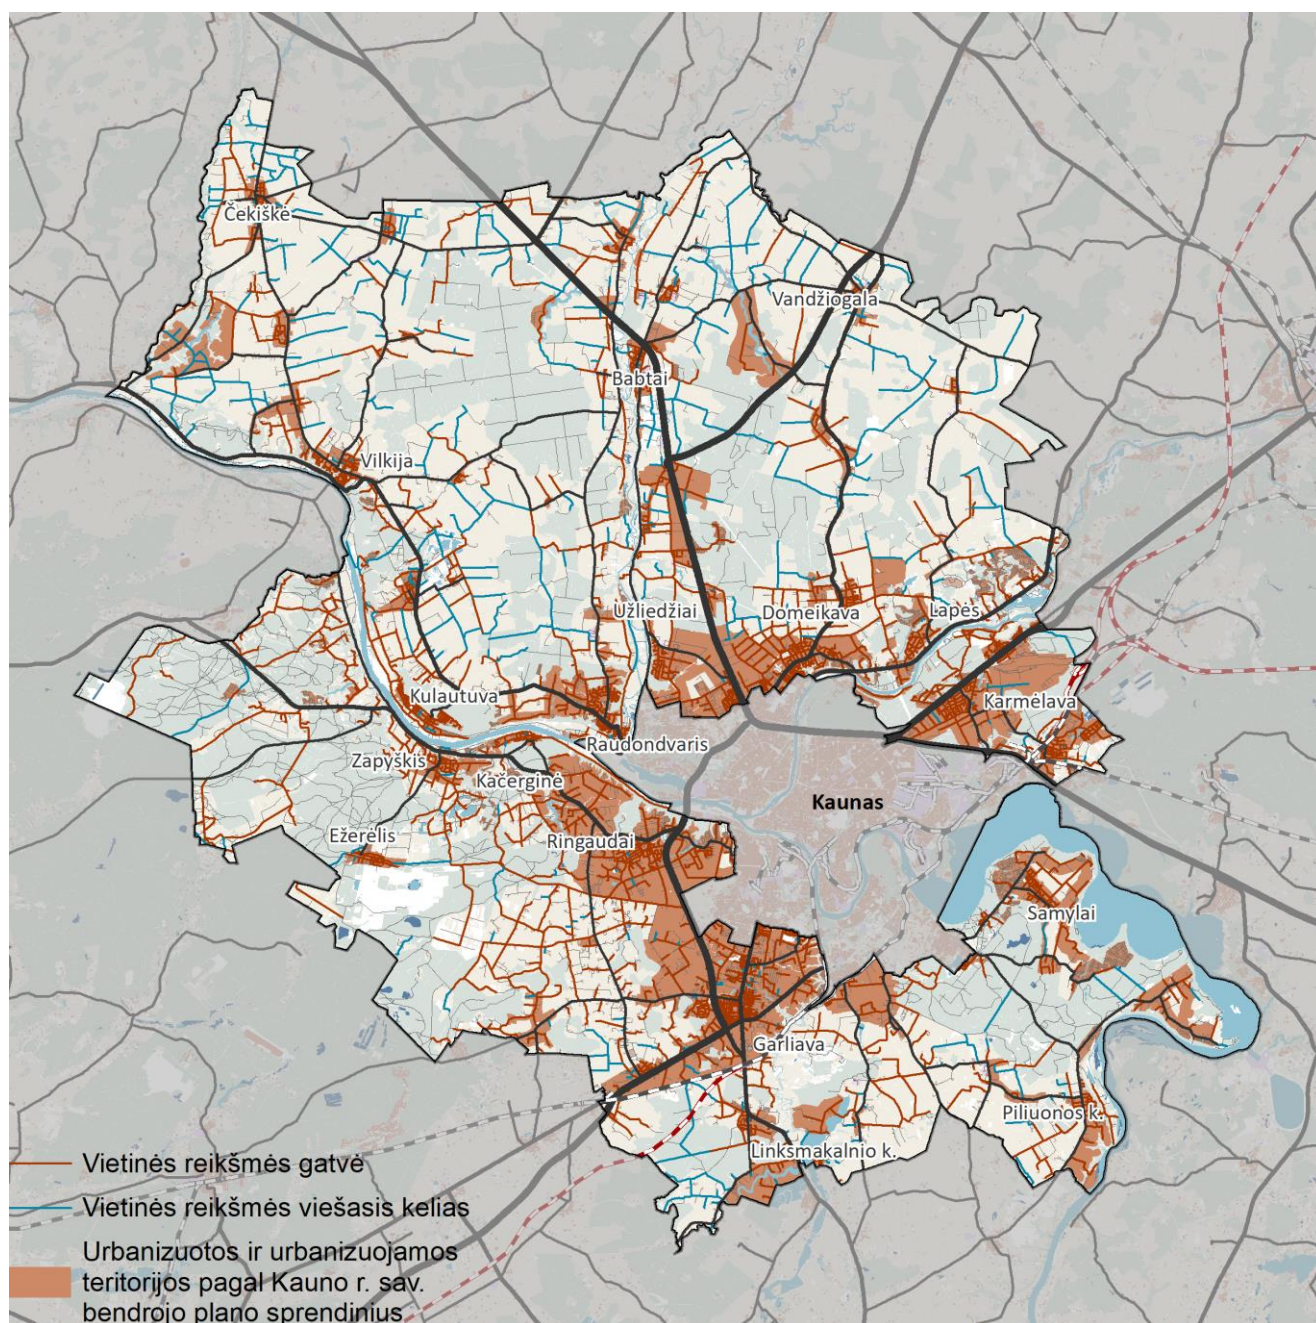 Čekiškė
Vandžiogala
Babtai
Vilkija
Užliedžiai
Domeikava
Lapės
Kulautuva
Karmėlava
Raudondvaris
Zapyškis
Kačerginė
Kaunas
Ežerėlis
Ringaudai
Samylai
Garliava
Piliuonos k.
Linksmakalnio k.
Vietinės reikšmės gatvė
Vietinės reikšmės viešasis kelias
Urbanizuotos ir urbanizuojamos
teritorijos pagal Kauno r. sav.
bendrojo plano sprendinius